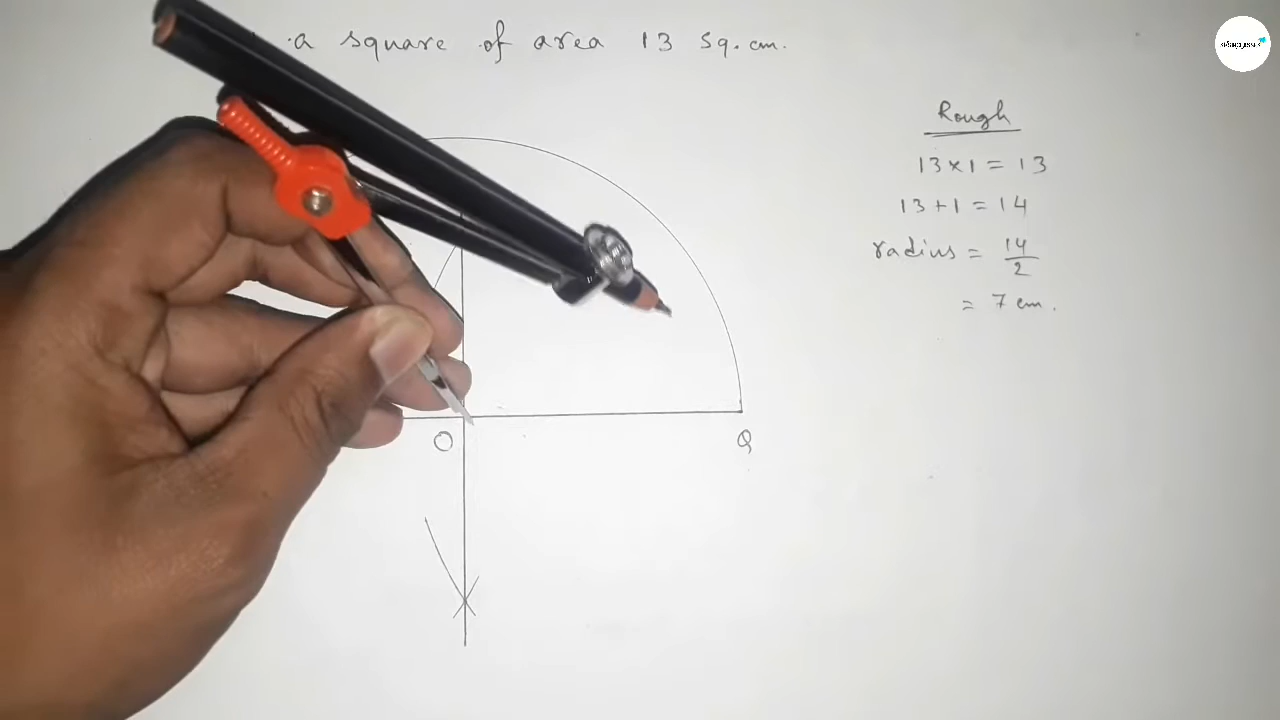 a square of area 13 sq. cm.
Rough
13 × 1 = 13
13 + 1 = 14
radius = 14/2
= 7 cm.
O
Q